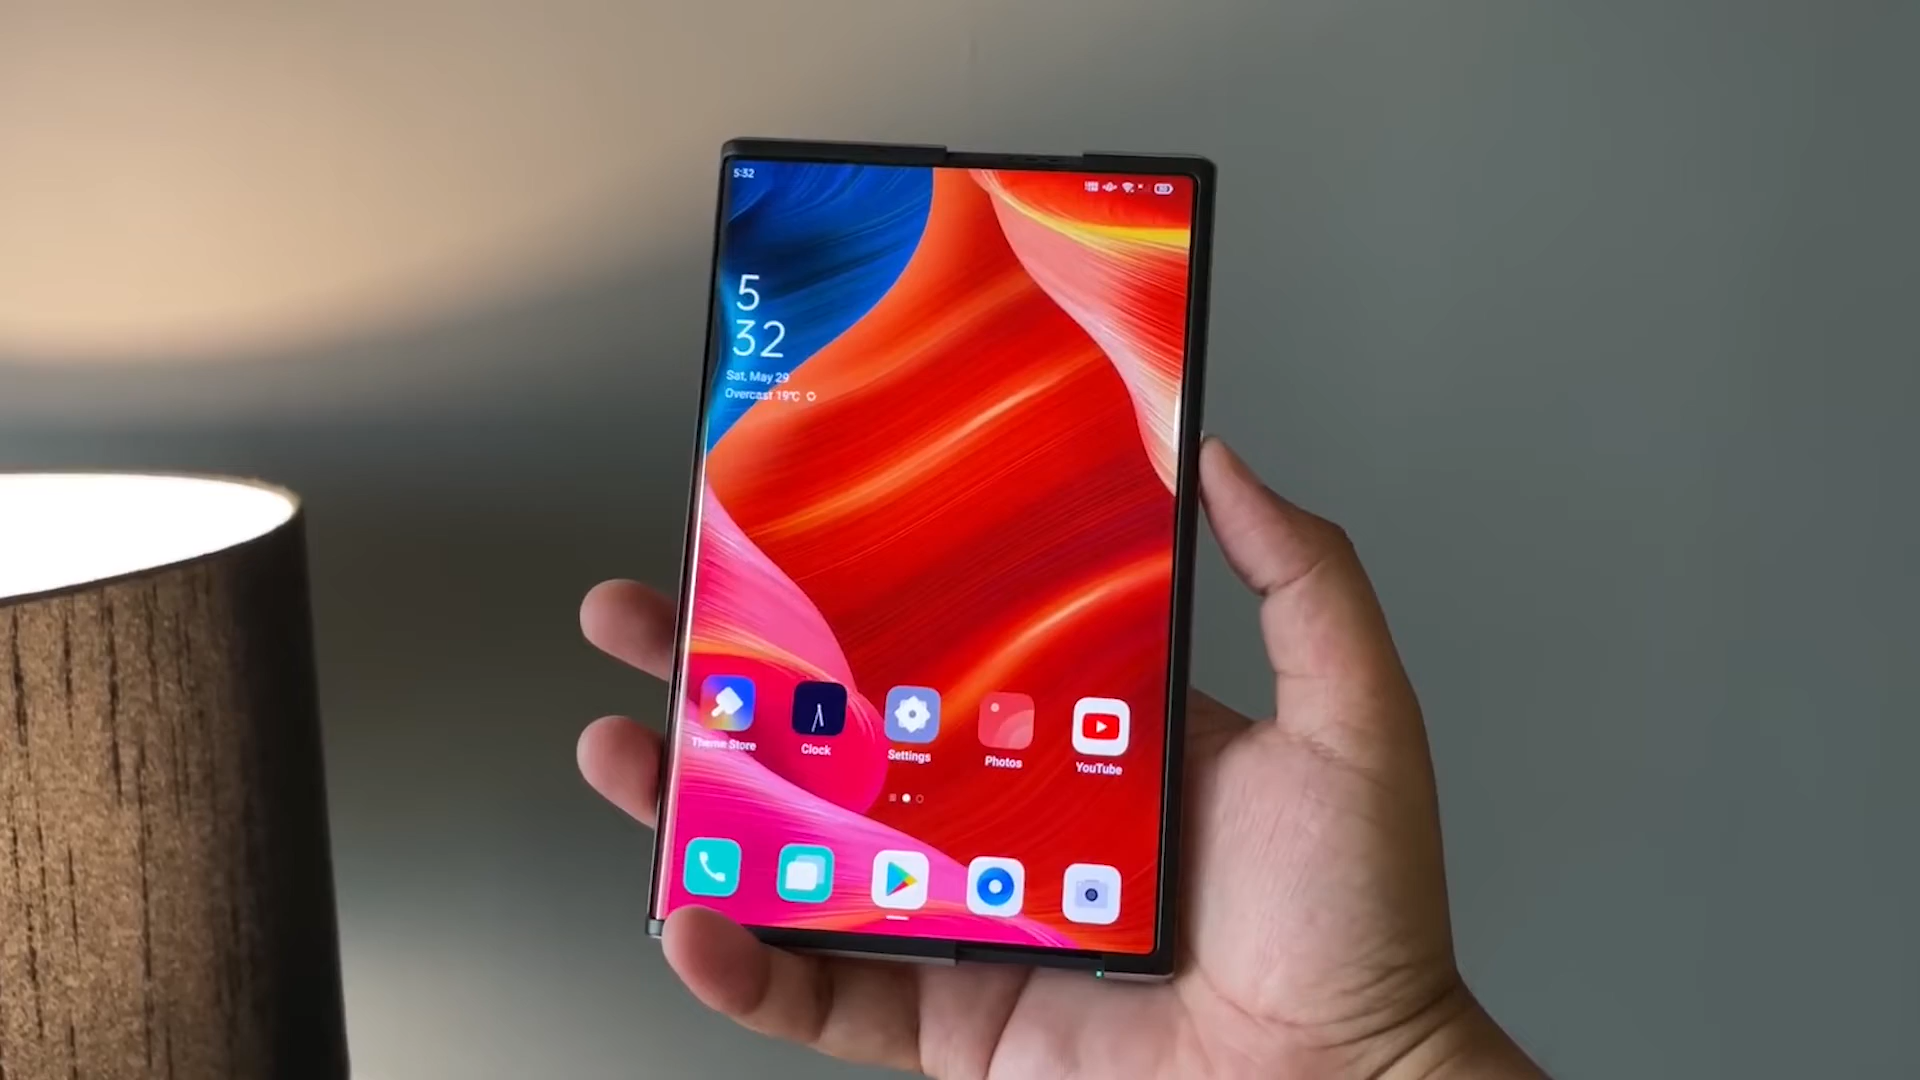 5:32
5
32
Sat, May 29
Overcast 19°C
Theme Store
Clock
Settings
Photos
YouTube